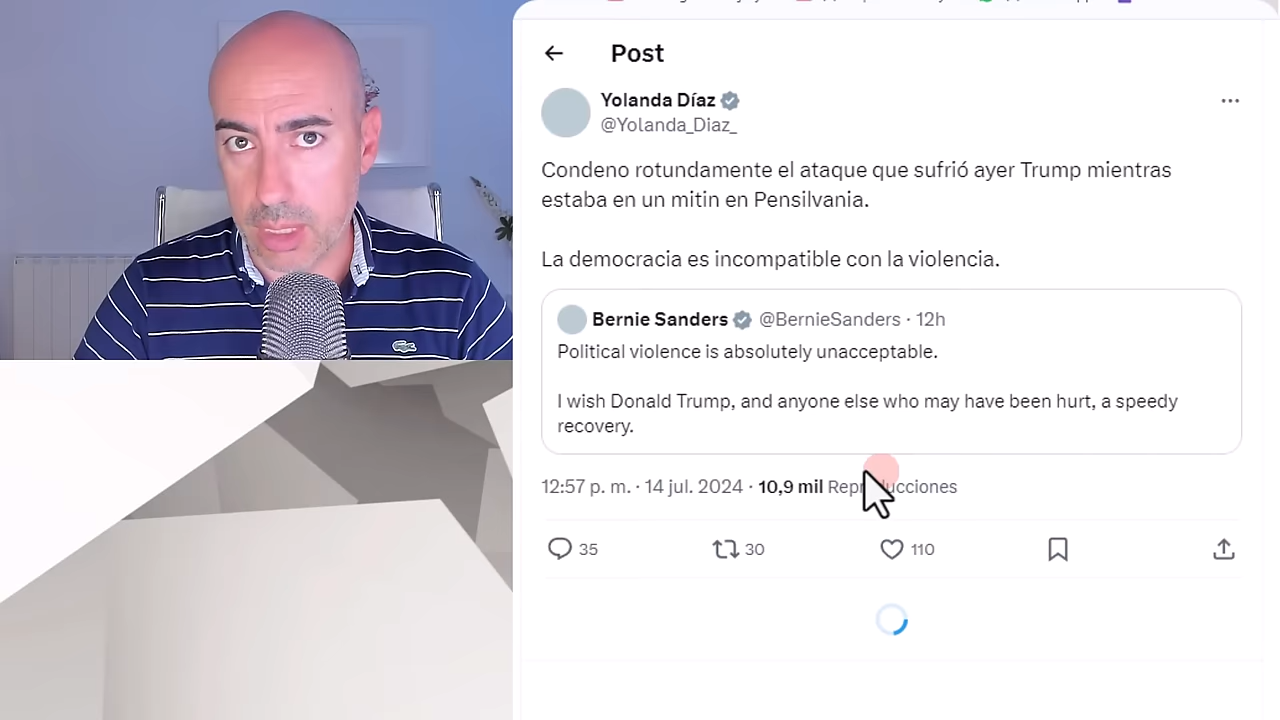 Post
Yolanda Díaz
@Yolanda_Diaz_
Condeno rotundamente el ataque que sufrió ayer Trump mientras
estaba en un mitin en Pensilvania.
La democracia es incompatible con la violencia.
Bernie Sanders @BernieSanders · 12h
Political violence is absolutely unacceptable.
I wish Donald Trump, and anyone else who may have been hurt, a speedy
recovery.
12:57 p. m. · 14 jul. 2024 · 10,9 mil Reproducciones
35 30 110